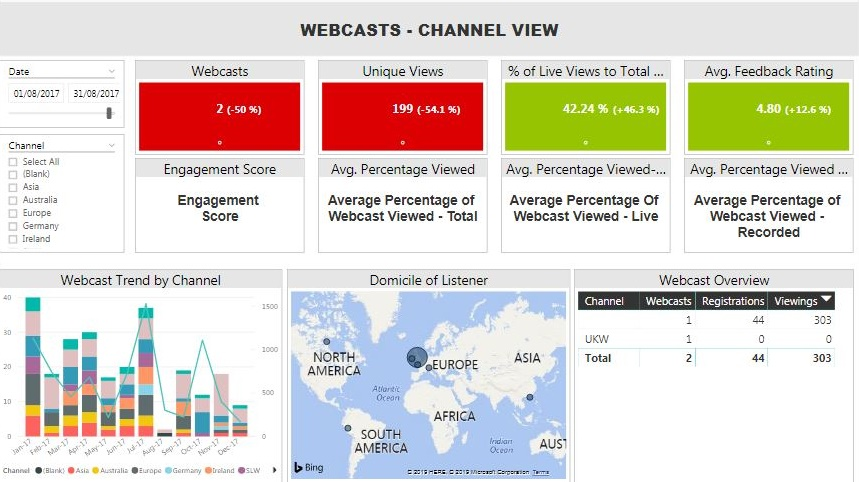 WEBCASTS - CHANNEL VIEW
Date
01/08/2017 31/08/2017
Channel
Select All
(Blank)
Asia
Australia
Europe
Germany
Ireland
Webcasts
2 (-50 %)
Unique Views
199 (-54.1 %)
% of Live Views to Total ...
42.24 % (+46.3 %)
Avg. Feedback Rating
4.80 (+12.6 %)
Engagement Score
Engagement
Score
Avg. Percentage Viewed
Average Percentage of
Webcast Viewed - Total
Avg. Percentage Viewed-...
Average Percentage Of
Webcast Viewed - Live
Avg. Percentage Viewed ...
Average Percentage of
Webcast Viewed -
Recorded
Webcast Trend by Channel
40
30
20
10
0
1500
1000
500
0
Jan-17 Feb-17 Mar-17 Apr-17 May-17 Jun-17 Jul-17 Aug-17 Sep-17 Oct-17 Nov-17 Dec-17
Channel (Blank) Asia Australia Europe Germany Ireland SLW
Domicile of Listener
NORTH
AMERICA
EUROPE
ASIA
Atlantic
Ocean
AFRICA
SOUTH
AMERICA
Indian
Ocean
AUST
Bing
© 2019 HERE, © 2019 Microsoft Corporation Terms
Webcast Overview
Channel Webcasts Registrations Viewings
1 44 303
UKW 1 0 0
Total 2 44 303